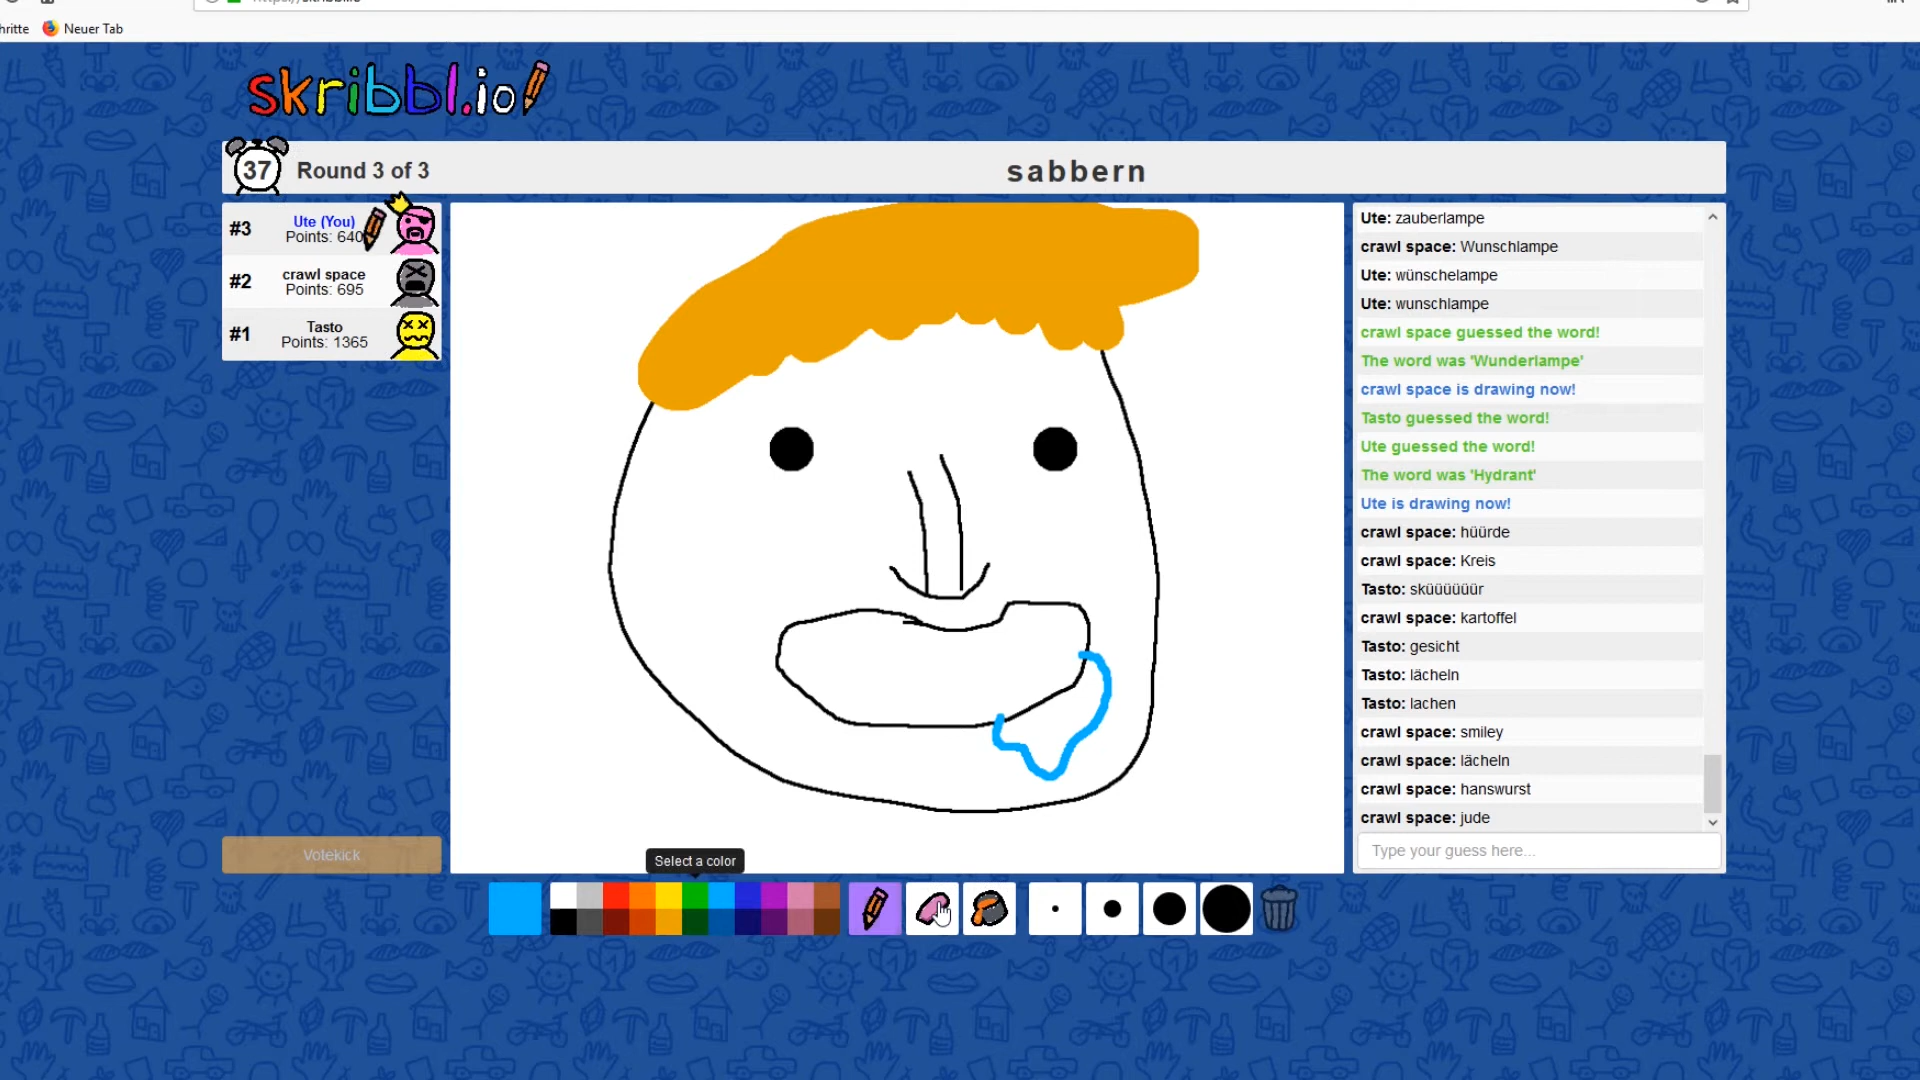 hritte Neuer Tab
skribbl.io
37 Round 3 of 3 sabbern
#3 Ute (You)
Points: 640
#2 crawl space
Points: 695
#1 Tasto
Points: 1365
Votekick
Ute: zauberlampe
crawl space: Wunschlampe
Ute: wünschelampe
Ute: wunschlampe
crawl space guessed the word!
The word was 'Wunderlampe'
crawl space is drawing now!
Tasto guessed the word!
Ute guessed the word!
The word was 'Hydrant'
Ute is drawing now!
crawl space: hüürde
crawl space: Kreis
Tasto: sküüüüüür
crawl space: kartoffel
Tasto: gesicht
Tasto: lächeln
Tasto: lachen
crawl space: smiley
crawl space: lächeln
crawl space: hanswurst
crawl space: jude
Type your guess here...
Select a color